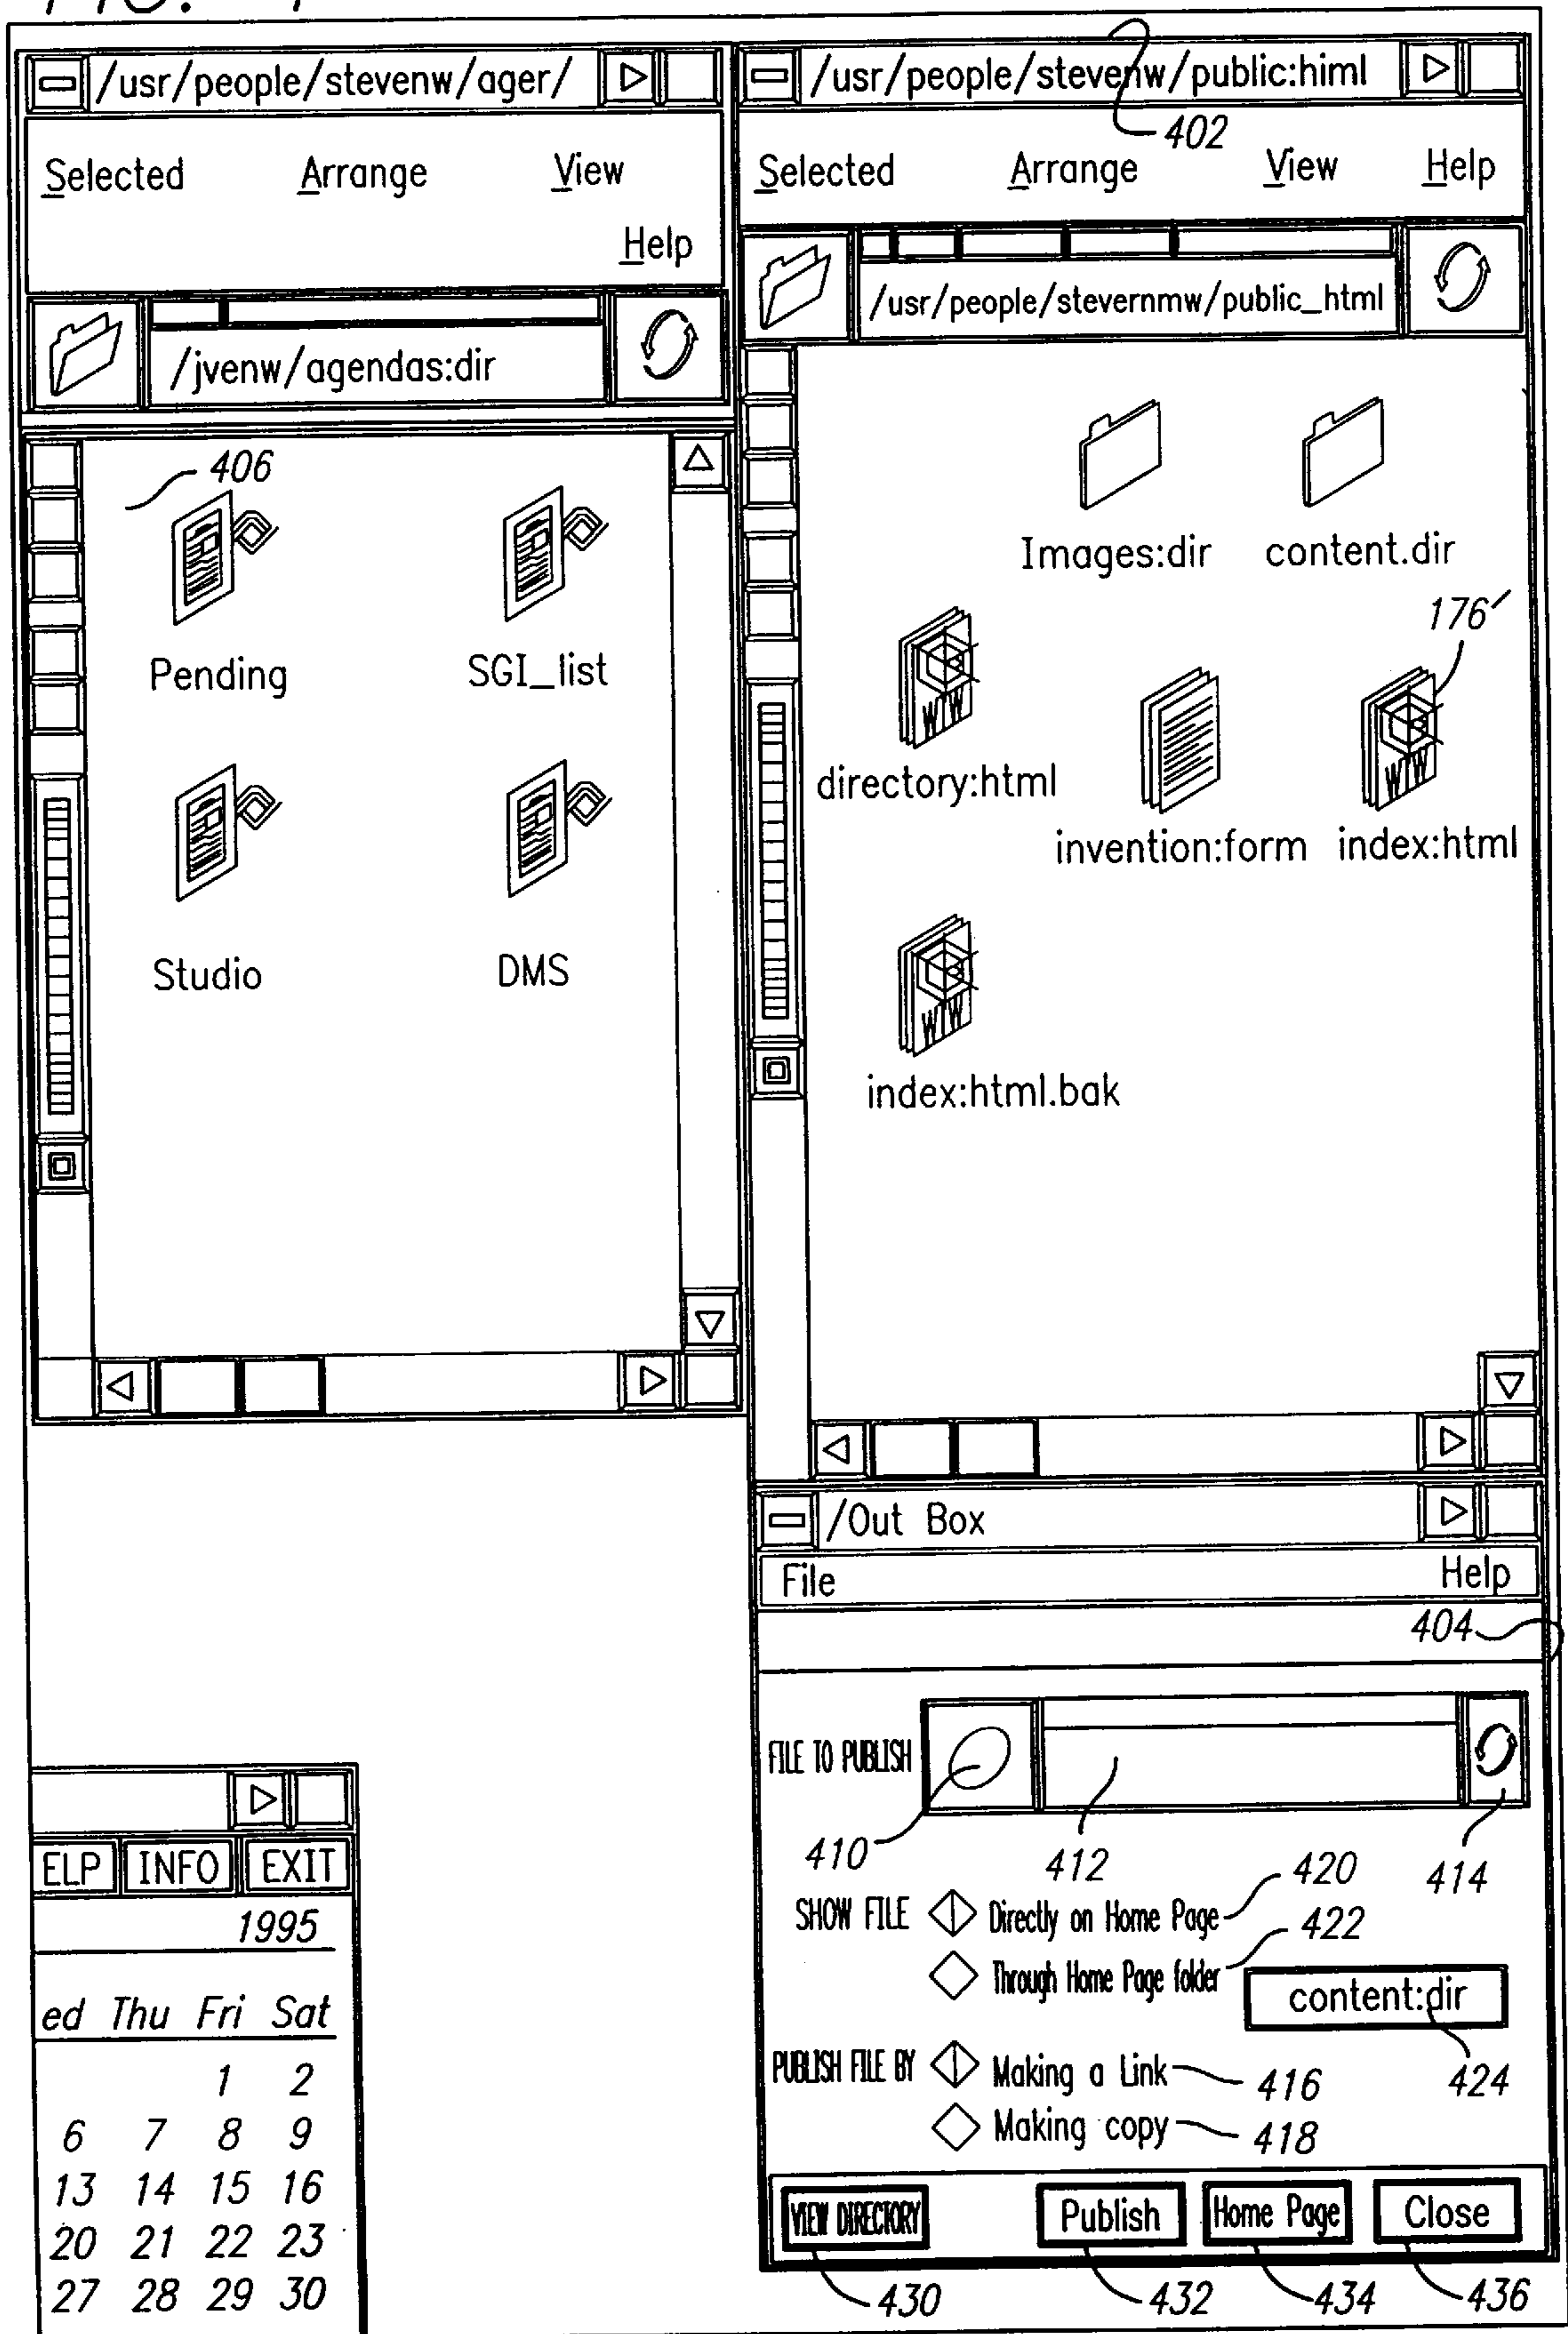 FIG. 4
/usr/people/stevenw/ager/
Selected Arrange View
Help
/jvenw/agendas:dir
406
Pending SGI_list
Studio DMS
/usr/people/stevenw/public:himl
402
Selected Arrange View Help
/usr/people/stevernmw/public_html
Images:dir content.dir
176'
WTW
directory:html
WTW
invention:form index:html
WTW
index:html.bak
/Out Box
File Help
404
FILE TO PUBLISH
410 412 414
SHOW FILE Directly on Home Page 420
Through Home Page folder 422
content:dir
424
PUBLISH FILE BY Making a Link 416
Making copy 418
VIEW DIRECTORY Publish Home Page Close
430 432 434 436
ELP INFO EXIT
1995
ed Thu Fri Sat
1 2
6 7 8 9
13 14 15 16
20 21 22 23
27 28 29 30